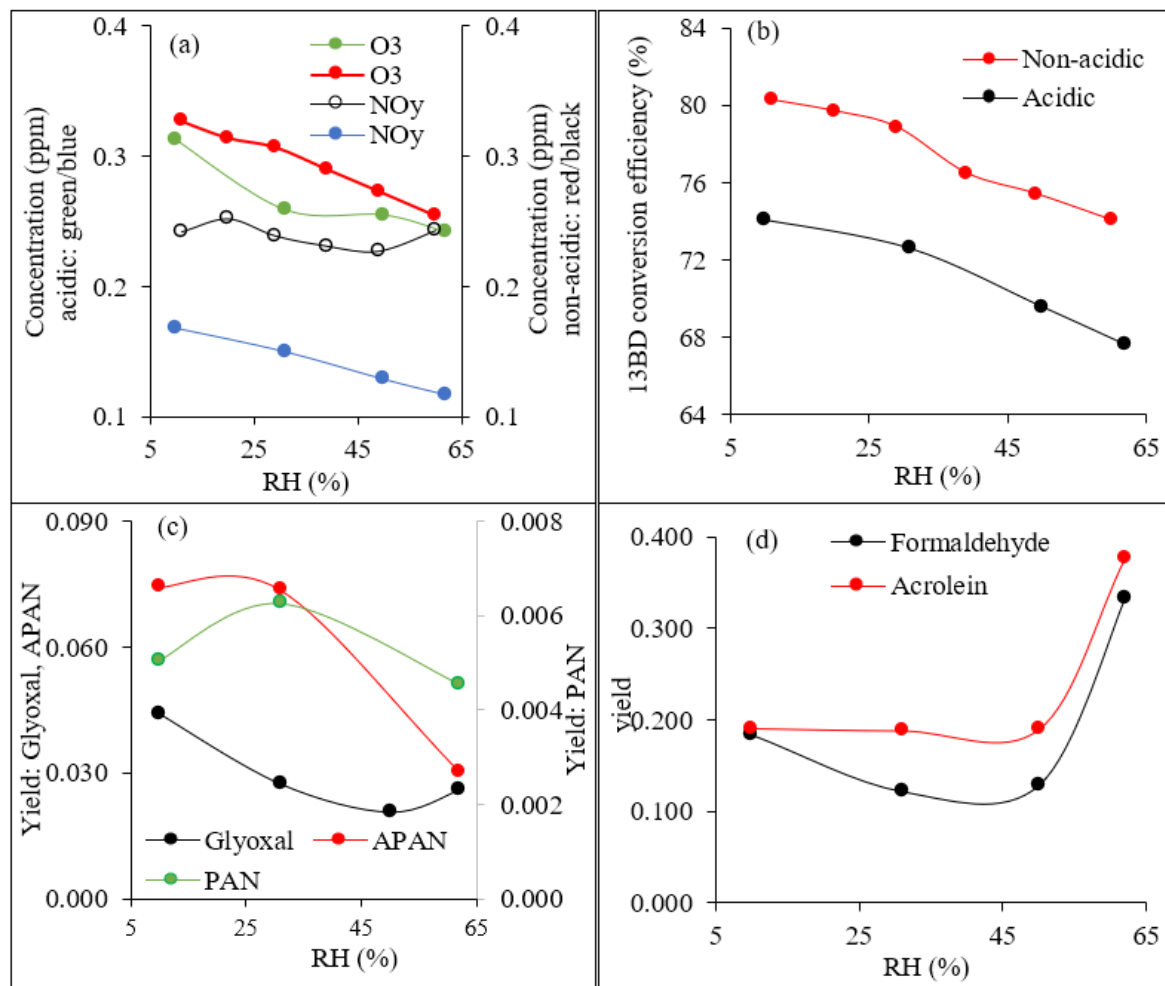 (a)
O3
O3
NOy
NOy
0.4
0.3
0.2
0.1
Concentration (ppm)
acidic: green/blue
0.4
0.3
0.2
0.1
Concentration (ppm)
non-acidic: red/black
5 25 45 65
RH (%)
(b)
Non-acidic
Acidic
84
80
76
72
68
64
13BD conversion efficiency (%)
5 25 45 65
RH (%)
(c)
0.090
0.060
0.030
0.000
Yield: Glyoxal, APAN
0.008
0.006
0.004
0.002
0.000
Yield: PAN
Glyoxal APAN
PAN
5 25 45 65
RH (%)
(d)
Formaldehyde
Acrolein
0.400
0.300
0.200
0.100
0.000
yield
5 25 45 65
RH (%)